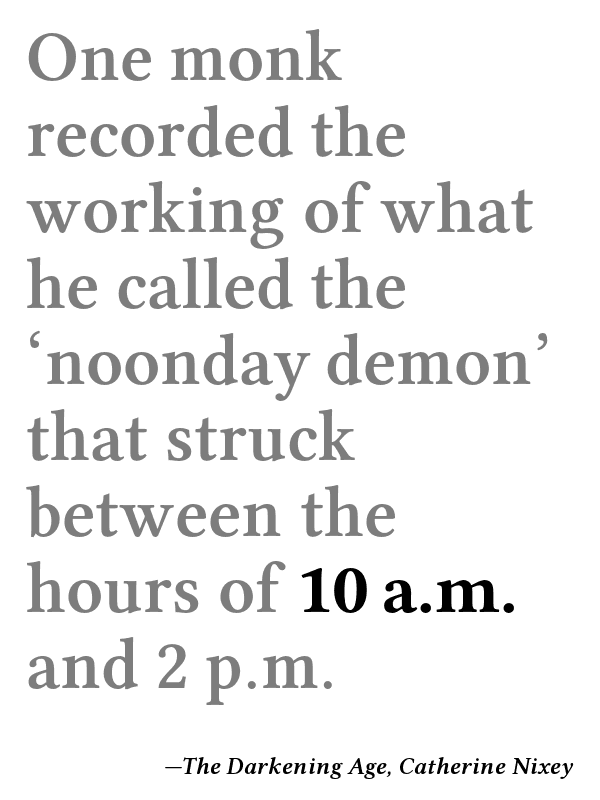 One monk
recorded the
working of what
he called the
‘noonday demon’
that struck
between the
hours of 10 a.m.
and 2 p.m.
—The Darkening Age, Catherine Nixey